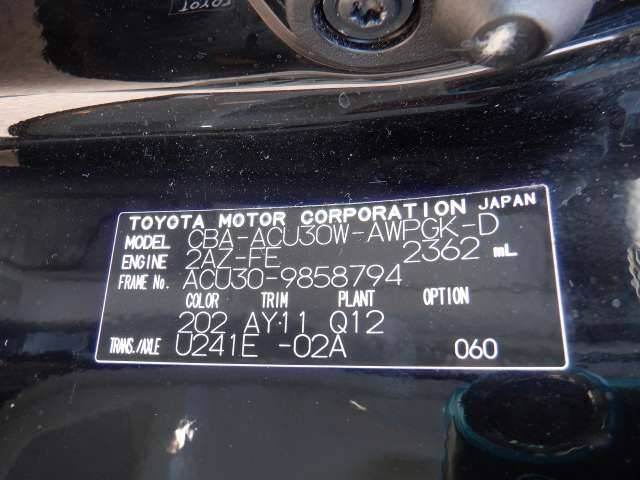 TOYOTA MOTOR CORPORATION JAPAN
MODEL CBA-ACU30W-AWPGK-D
ENGINE 2AZ-FE 2362 mL
FRAME No. ACU30-9858794
COLOR TRIM PLANT OPTION
202 AY11 Q12
TRANS./AXLE U241E -02A 060